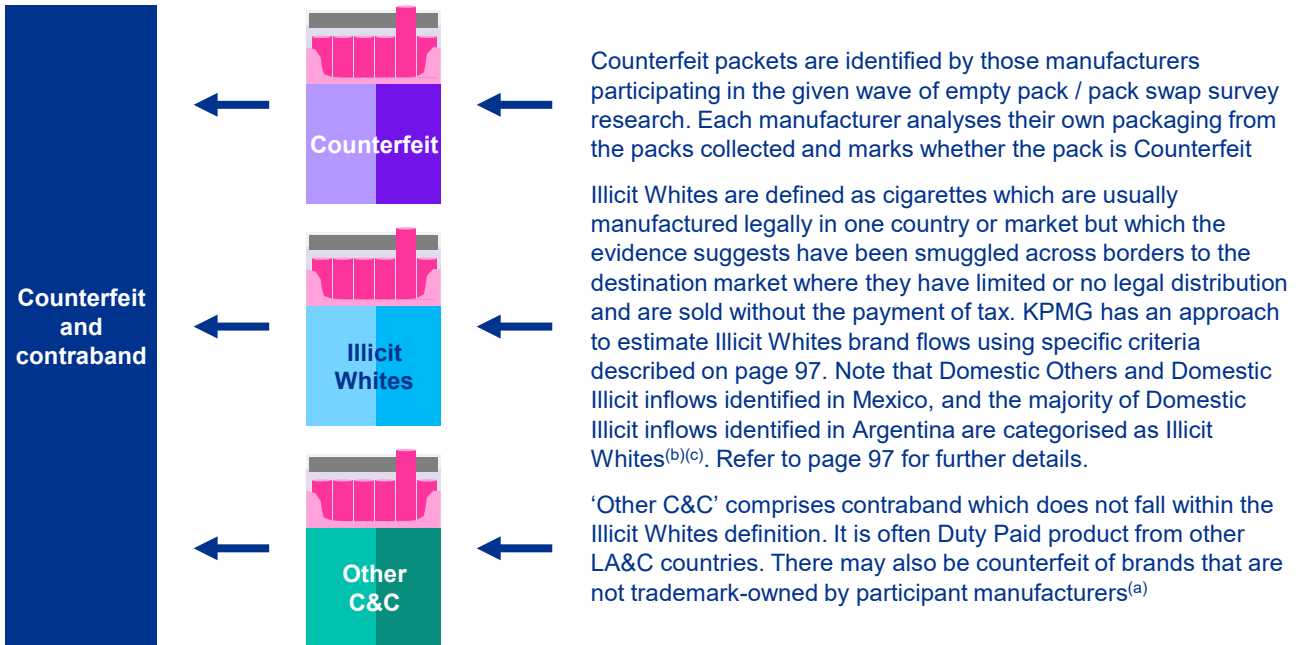 Counterfeit
and
contraband
Counterfeit
Counterfeit packets are identified by those manufacturers
participating in the given wave of empty pack / pack swap survey
research. Each manufacturer analyses their own packaging from
the packs collected and marks whether the pack is Counterfeit
Illicit
Whites
Illicit Whites are defined as cigarettes which are usually
manufactured legally in one country or market but which the
evidence suggests have been smuggled across borders to the
destination market where they have limited or no legal distribution
and are sold without the payment of tax. KPMG has an approach
to estimate Illicit Whites brand flows using specific criteria
described on page 97. Note that Domestic Others and Domestic
Illicit inflows identified in Mexico, and the majority of Domestic
Illicit inflows identified in Argentina are categorised as Illicit
Whites(b)(c). Refer to page 97 for further details.
Other
C&C
‘Other C&C’ comprises contraband which does not fall within the
Illicit Whites definition. It is often Duty Paid product from other
LA&C countries. There may also be counterfeit of brands that are
not trademark-owned by participant manufacturers(a)